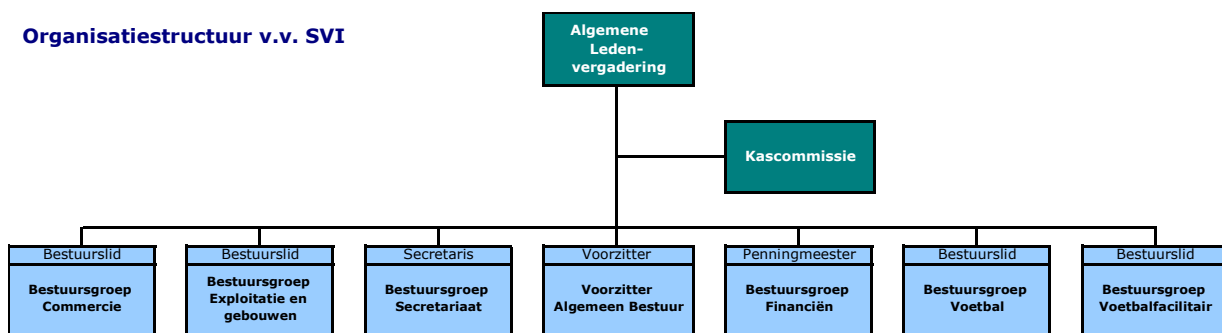 Organisatiestructuur v.v. SVI
Algemene
Leden-
vergadering
Kascommissie
Bestuurslid
Bestuursgroep
Commercie
Bestuurslid
Bestuursgroep
Exploitatie en
gebouwen
Secretaris
Bestuursgroep
Secretariaat
Voorzitter
Voorzitter
Algemeen Bestuur
Penningmeester
Bestuursgroep
Financiën
Bestuurslid
Bestuursgroep
Voetbal
Bestuurslid
Bestuursgroep
Voetbalfacilitair